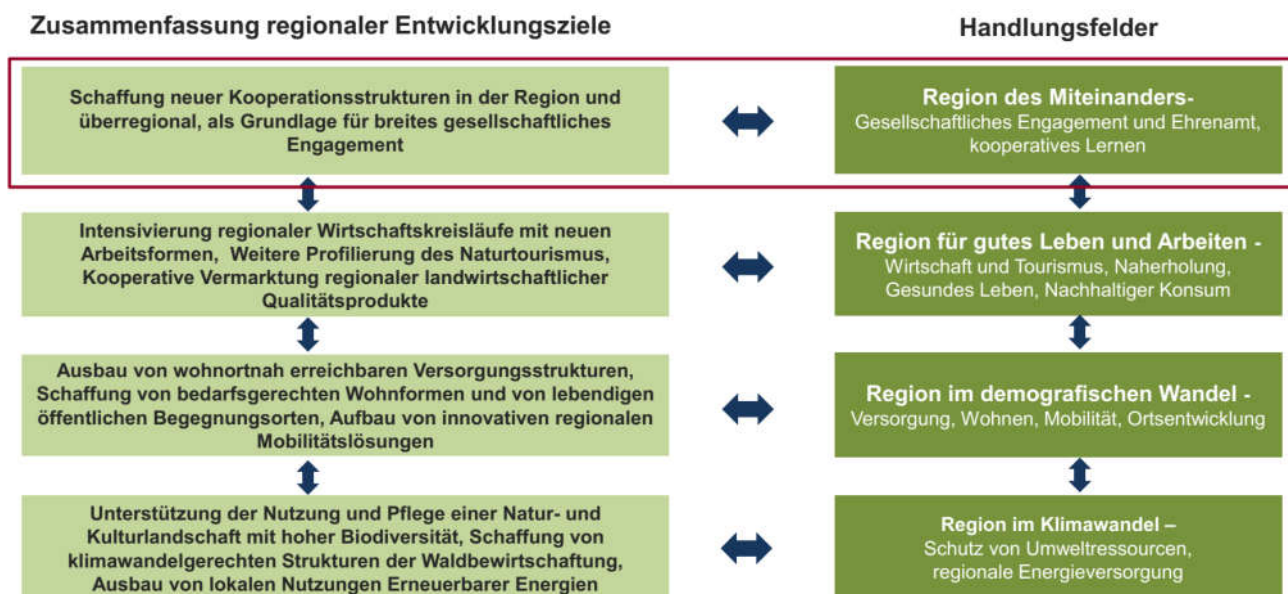 Zusammenfassung regionaler Entwicklungsziele
Handlungsfelder
Schaffung neuer Kooperationsstrukturen in der Region und
überregional, als Grundlage für breites gesellschaftliches
Engagement
Region des Miteinanders-
Gesellschaftliches Engagement und Ehrenamt,
kooperatives Lernen
Intensivierung regionaler Wirtschaftskreisläufe mit neuen
Arbeitsformen, Weitere Profilierung des Naturtourismus,
Kooperative Vermarktung regionaler landwirtschaftlicher
Qualitätsprodukte
Region für gutes Leben und Arbeiten -
Wirtschaft und Tourismus, Naherholung,
Gesundes Leben, Nachhaltiger Konsum
Ausbau von wohnortnah erreichbaren Versorgungsstrukturen,
Schaffung von bedarfsgerechten Wohnformen und von lebendigen
öffentlichen Begegnungsorten, Aufbau von innovativen regionalen
Mobilitätslösungen
Region im demografischen Wandel -
Versorgung, Wohnen, Mobilität, Ortsentwicklung
Unterstützung der Nutzung und Pflege einer Natur- und
Kulturlandschaft mit hoher Biodiversität, Schaffung von
klimawandelgerechten Strukturen der Waldbewirtschaftung,
Ausbau von lokalen Nutzungen Erneuerbarer Energien
Region im Klimawandel –
Schutz von Umweltressourcen,
regionale Energieversorgung